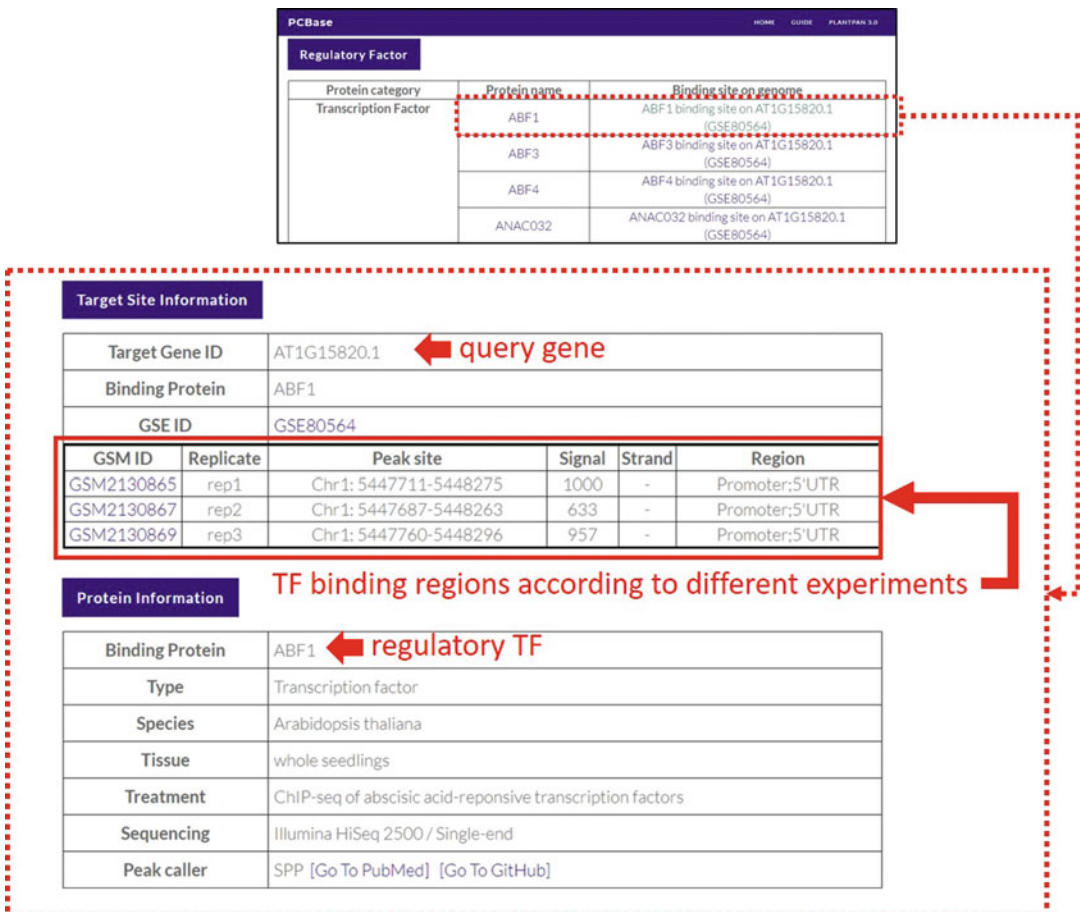 PCBase HOME GUIDE PLANTPAN 3.0
Regulatory Factor
Protein category Protein name Binding site on genome
Transcription Factor ABF1 ABF1 binding site on AT1G15820.1
(GSE80564)
ABF3 ABF3 binding site on AT1G15820.1
(GSE80564)
ABF4 ABF4 binding site on AT1G15820.1
(GSE80564)
ANAC032 ANAC032 binding site on AT1G15820.1
(GSE80564)
Target Site Information
Target Gene ID AT1G15820.1 query gene
Binding Protein ABF1
GSE ID GSE80564
GSM ID Replicate Peak site Signal Strand Region
GSM2130865 rep1 Chr1: 5447711-5448275 1000 - Promoter;5'UTR
GSM2130867 rep2 Chr1: 5447687-5448263 633 - Promoter;5'UTR
GSM2130869 rep3 Chr1: 5447760-5448296 957 - Promoter;5'UTR
TF binding regions according to different experiments
Protein Information
Binding Protein ABF1 regulatory TF
Type Transcription factor
Species Arabidopsis thaliana
Tissue whole seedlings
Treatment ChIP-seq of abscisic acid-reponsive transcription factors
Sequencing Illumina HiSeq 2500 / Single-end
Peak caller SPP [Go To PubMed] [Go To GitHub]